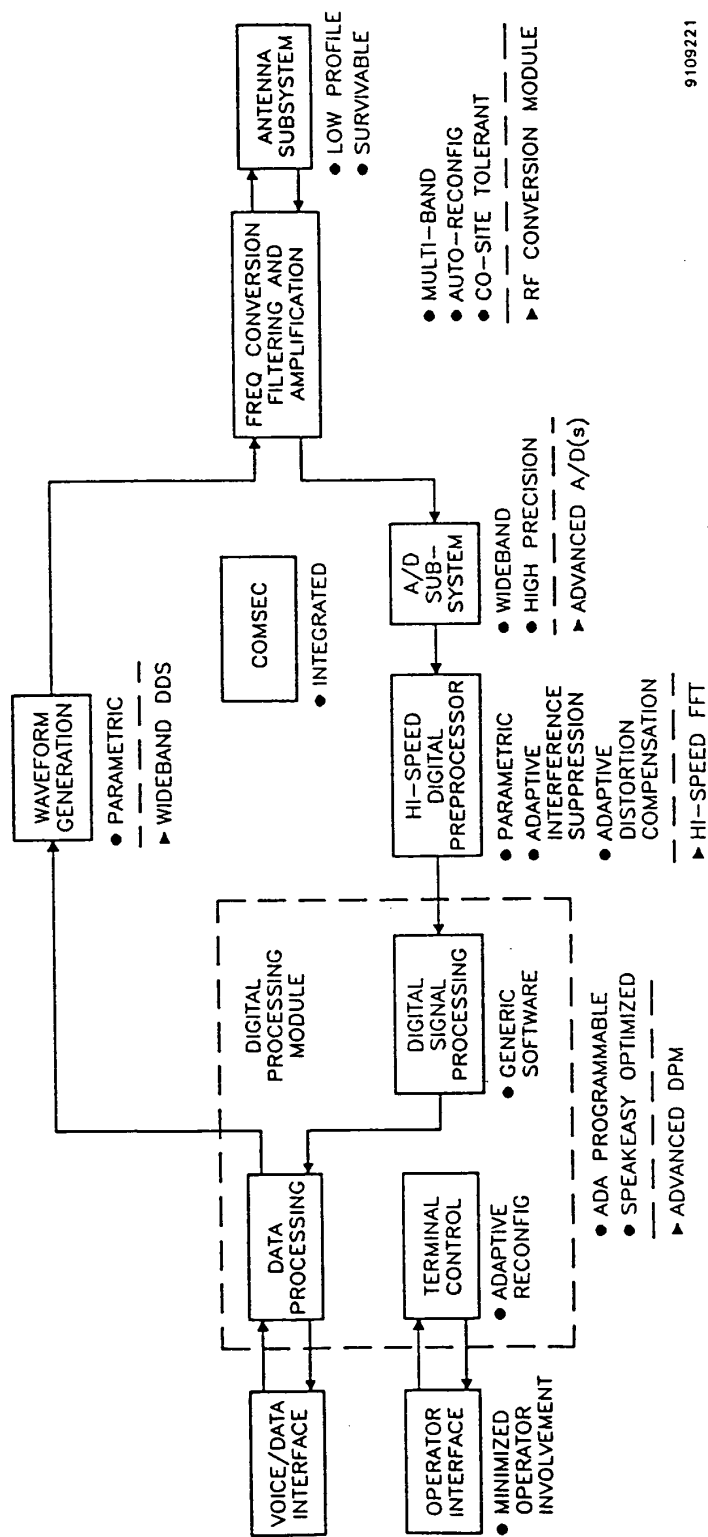 VOICE/DATA
INTERFACE
OPERATOR
INTERFACE
● MINIMIZED
OPERATOR
INVOLVEMENT
DATA
PROCESSING
TERMINAL
CONTROL
● ADAPTIVE
RECONFIG
DIGITAL
PROCESSING
MODULE
DIGITAL
SIGNAL
PROCESSING
● GENERIC
SOFTWARE
● ADA PROGRAMMABLE
● SPEAKEASY OPTIMIZED
► ADVANCED DPM
WAVEFORM
GENERATION
● PARAMETRIC
► WIDEBAND DDS
COMSEC
● INTEGRATED
HI-SPEED
DIGITAL
PREPROCESSOR
● PARAMETRIC
● ADAPTIVE
INTERFERENCE
SUPPRESSION
● ADAPTIVE
DISTORTION
COMPENSATION
► HI-SPEED FFT
A/D
SUB-
SYSTEM
● WIDEBAND
● HIGH PRECISION
► ADVANCED A/D(s)
FREQ CONVERSION
FILTERING AND
AMPLIFICATION
● MULTI-BAND
● AUTO-RECONFIG
● CO-SITE TOLERANT
► RF CONVERSION MODULE
ANTENNA
SUBSYSTEM
● LOW PROFILE
● SURVIVABLE
9109221